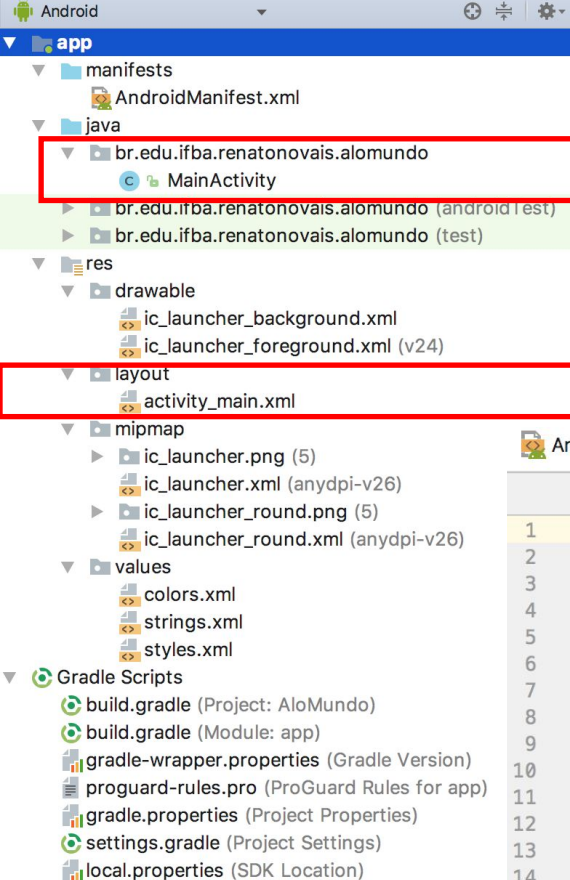 Android
app
manifests
AndroidManifest.xml
java
br.edu.ifba.renatonovais.alomundo
C MainActivity
br.edu.ifba.renatonovais.alomundo (androidTest)
br.edu.ifba.renatonovais.alomundo (test)
res
drawable
ic_launcher_background.xml
ic_launcher_foreground.xml (v24)
layout
activity_main.xml
mipmap
ic_launcher.png (5)
ic_launcher.xml (anydpi-v26)
ic_launcher_round.png (5)
ic_launcher_round.xml (anydpi-v26)
values
colors.xml
strings.xml
styles.xml
Gradle Scripts
build.gradle (Project: AloMundo)
build.gradle (Module: app)
gradle-wrapper.properties (Gradle Version)
proguard-rules.pro (ProGuard Rules for app)
gradle.properties (Project Properties)
settings.gradle (Project Settings)
local.properties (SDK Location)
Ar
1
2
3
4
5
6
7
8
9
10
11
12
13
14